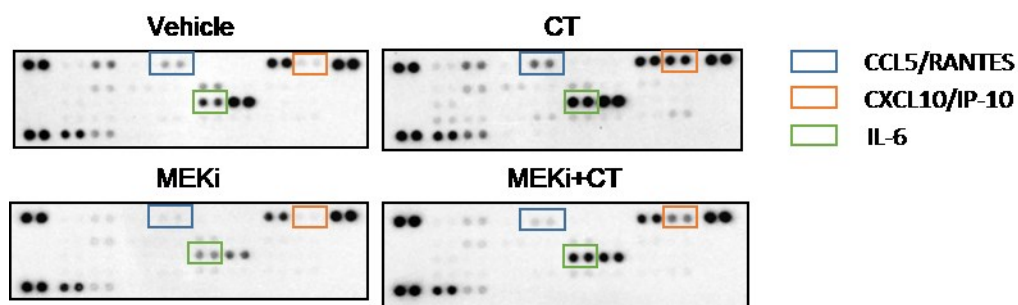 Vehicle
CT
CCL5/RANTES
CXCL10/IP-10
IL-6
MEKi
MEKi+CT